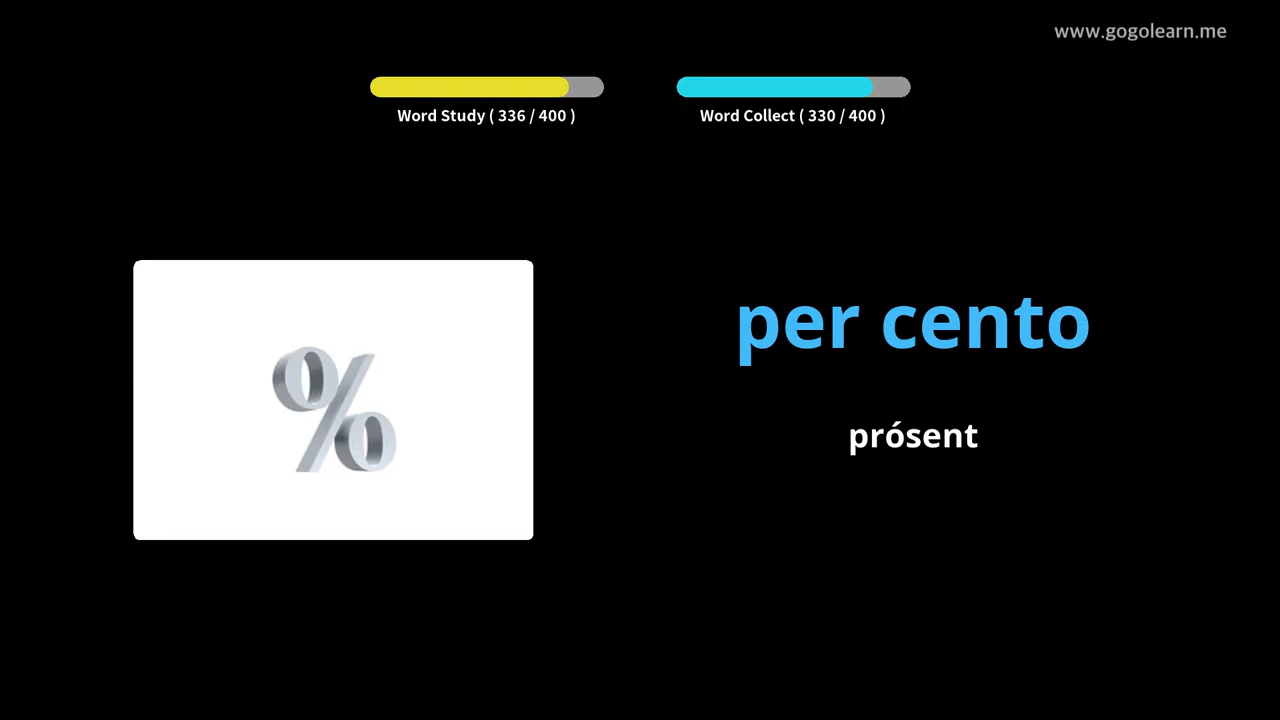 www.gogolearn.me
Word Study ( 336 / 400 )
Word Collect ( 330 / 400 )
%
per cento
prósent